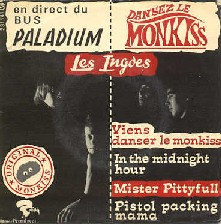 en direct du
BUS
PALADIUM
DANSEZ LE
MONKISS
Les Ingoes
Viens
danser le monkiss
In the midnight
hour
Mister Pittyfull
Pistol packing
mama
ORIGINAL
MONKISS